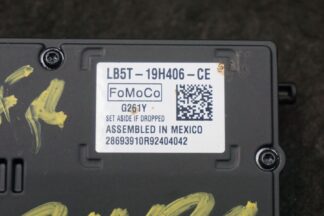 LB5T-19H406-CE
FoMoCo
G261Y
SET ASIDE IF DROPPED
ASSEMBLED IN MEXICO
28693910R92404042